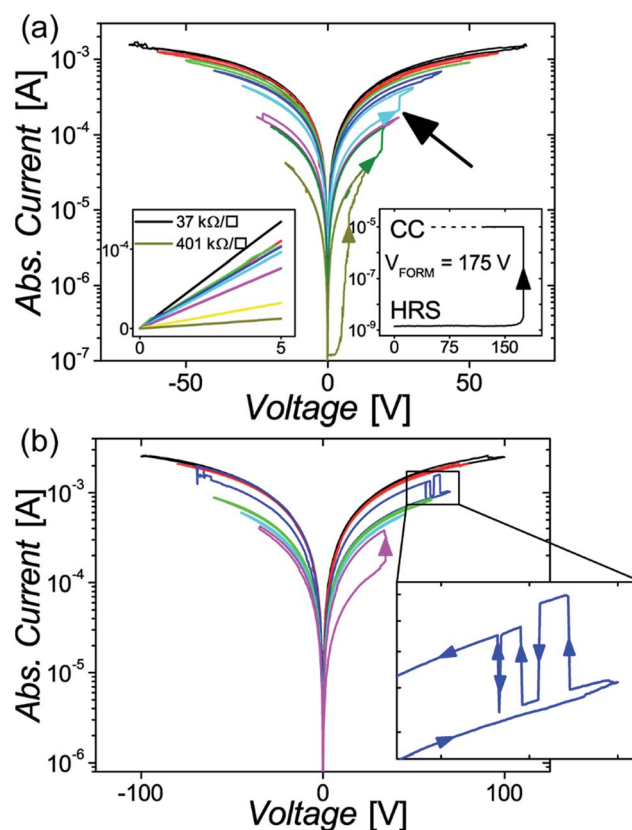 (a)
Abs. Current [A]
10⁻³
10⁻⁴
10⁻⁵
10⁻⁶
10⁻⁷
37 kΩ/□
401 kΩ/□
10⁻⁴
0
0 5
10⁻⁵
10⁻⁷
10⁻⁹
CC
V_FORM = 175 V
HRS
0 75 150
-50 0 50
Voltage [V]
(b)
Abs. Current [A]
10⁻³
10⁻⁴
10⁻⁵
10⁻⁶
-100 0 100
Voltage [V]